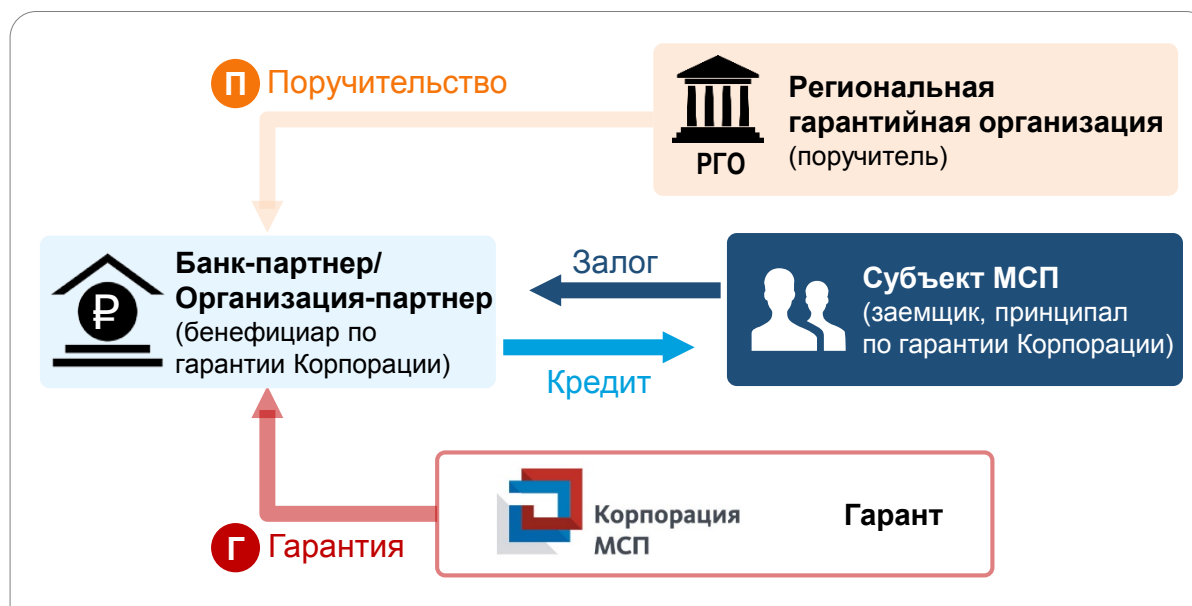 П Поручительство
Региональная
гарантийная организация
(поручитель)
РГО
Банк-партнер/
Организация-партнер
(бенефициар по
гарантии Корпорации)
₽
Залог
Кредит
Субъект МСП
(заемщик, принципал
по гарантии Корпорации)
Корпорация
МСП
Гарант
Г Гарантия